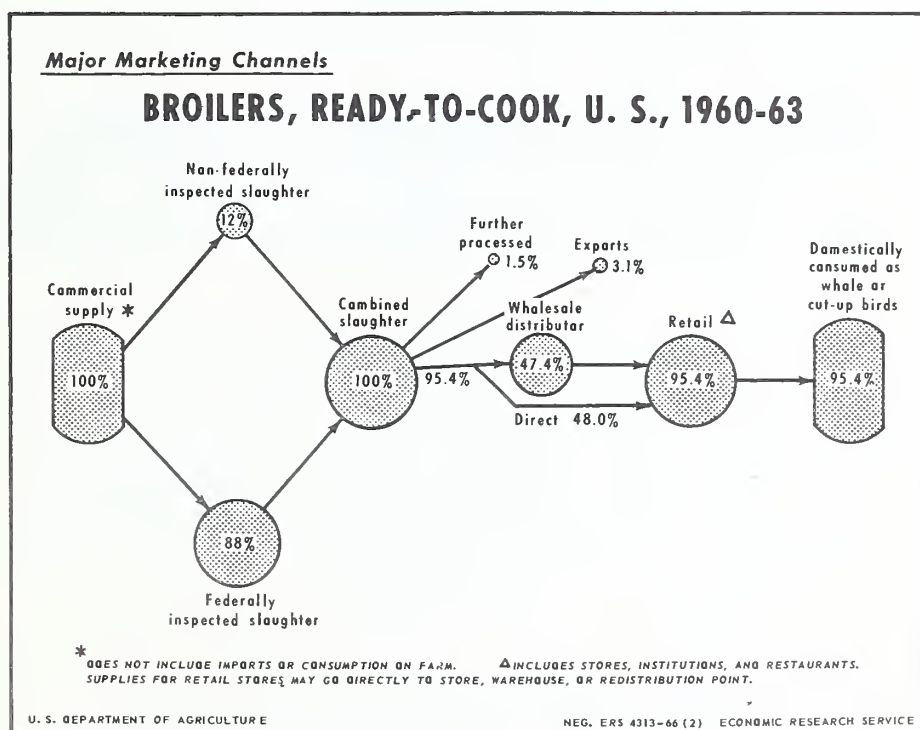 Major Marketing Channels
BROILERS, READY-TO-COOK, U. S., 1960-63
Non-federally
inspected slaughter
12%
Further
processed
1.5%
Exports
3.1%
Domestically
consumed as
whale or
cut-up birds
Commercial
supply *
Combined
slaughter
Wholesale
distributor
Retail Δ
100%
100%
95.4%
47.4%
95.4%
95.4%
Direct 48.0%
88%
Federally
inspected slaughter
* DOES NOT INCLUDE IMPORTS OR CONSUMPTION ON FARM. Δ INCLUDES STORES, INSTITUTIONS, AND RESTAURANTS.
SUPPLIES FOR RETAIL STORES MAY GO DIRECTLY TO STORE, WAREHOUSE, OR REDISTRIBUTION POINT.
U. S. DEPARTMENT OF AGRICULTURE NEG. ERS 4313-66 (2) ECONOMIC RESEARCH SERVICE